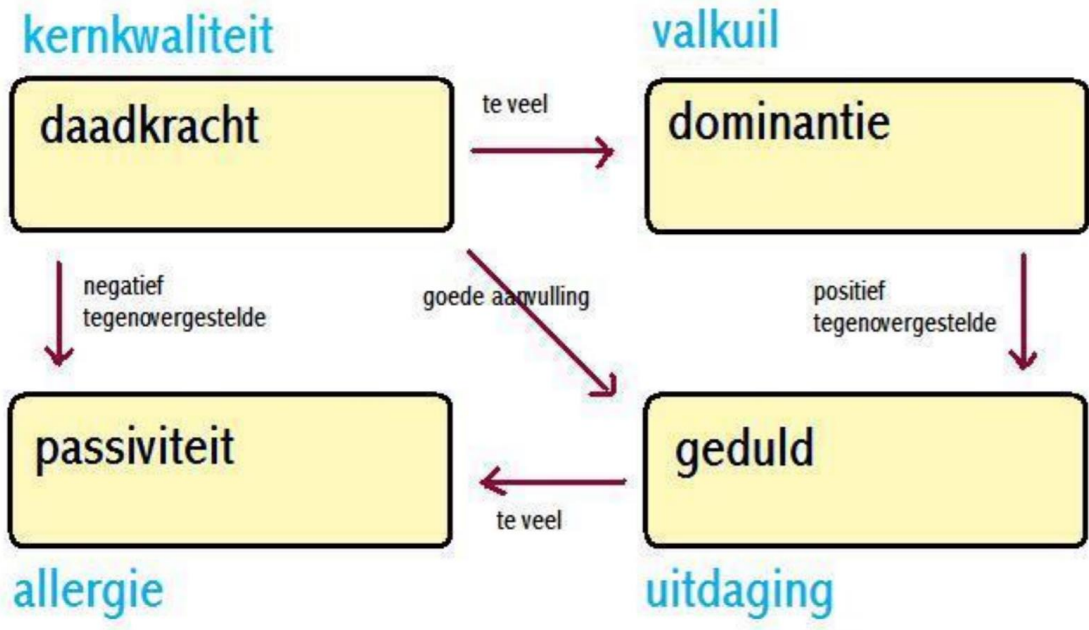 kernkwaliteit
valkuil
daadkracht
te veel
dominantie
negatief
tegenovergestelde
goede aanvulling
positief
tegenovergestelde
passiviteit
te veel
geduld
allergie
uitdaging